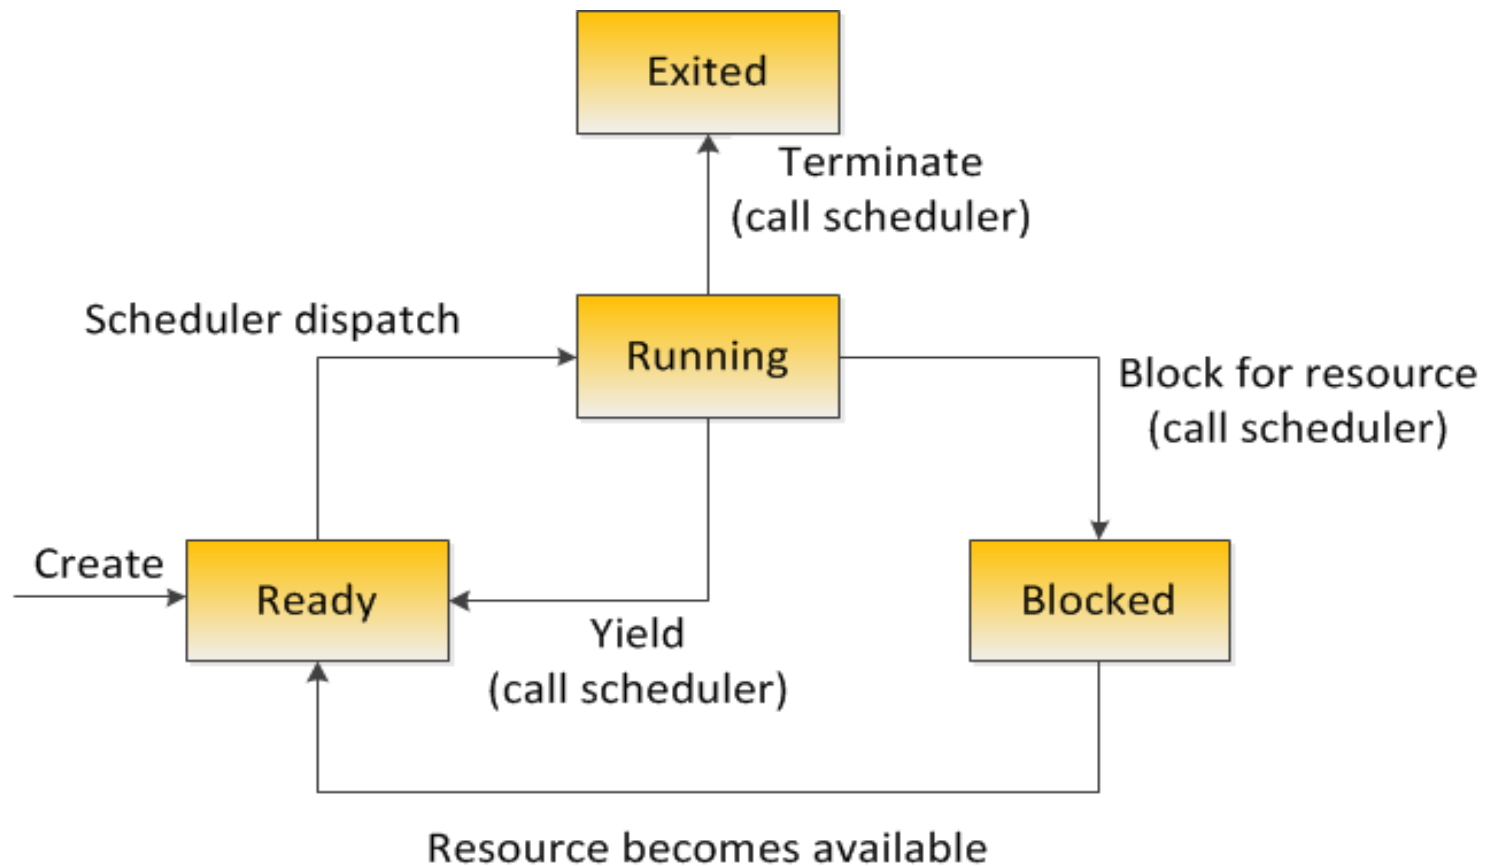 Exited
Terminate
(call scheduler)
Scheduler dispatch
Running
Block for resource
(call scheduler)
Create
Ready
Blocked
Yield
(call scheduler)
Resource becomes available